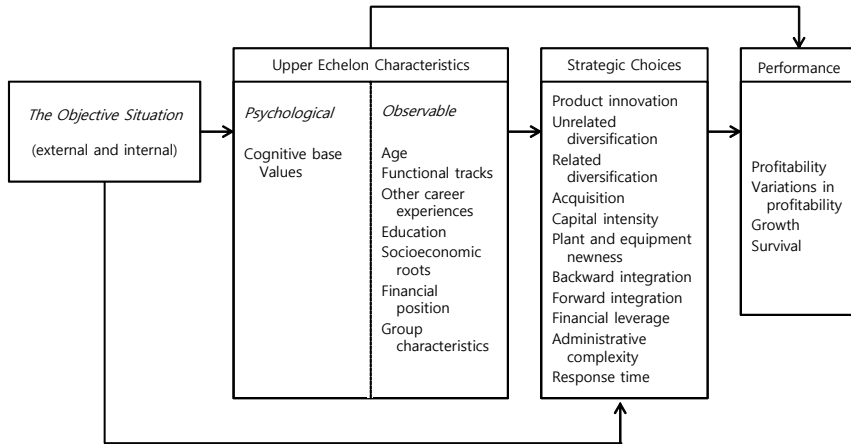 The Objective Situation
(external and internal)
Upper Echelon Characteristics
Psychological
Cognitive base
Values
Observable
Age
Functional tracks
Other career
experiences
Education
Socioeconomic
roots
Financial
position
Group
characteristics
Strategic Choices
Product innovation
Unrelated
diversification
Related
diversification
Acquisition
Capital intensity
Plant and equipment
newness
Backward integration
Forward integration
Financial leverage
Administrative
complexity
Response time
Performance
Profitability
Variations in
profitability
Growth
Survival